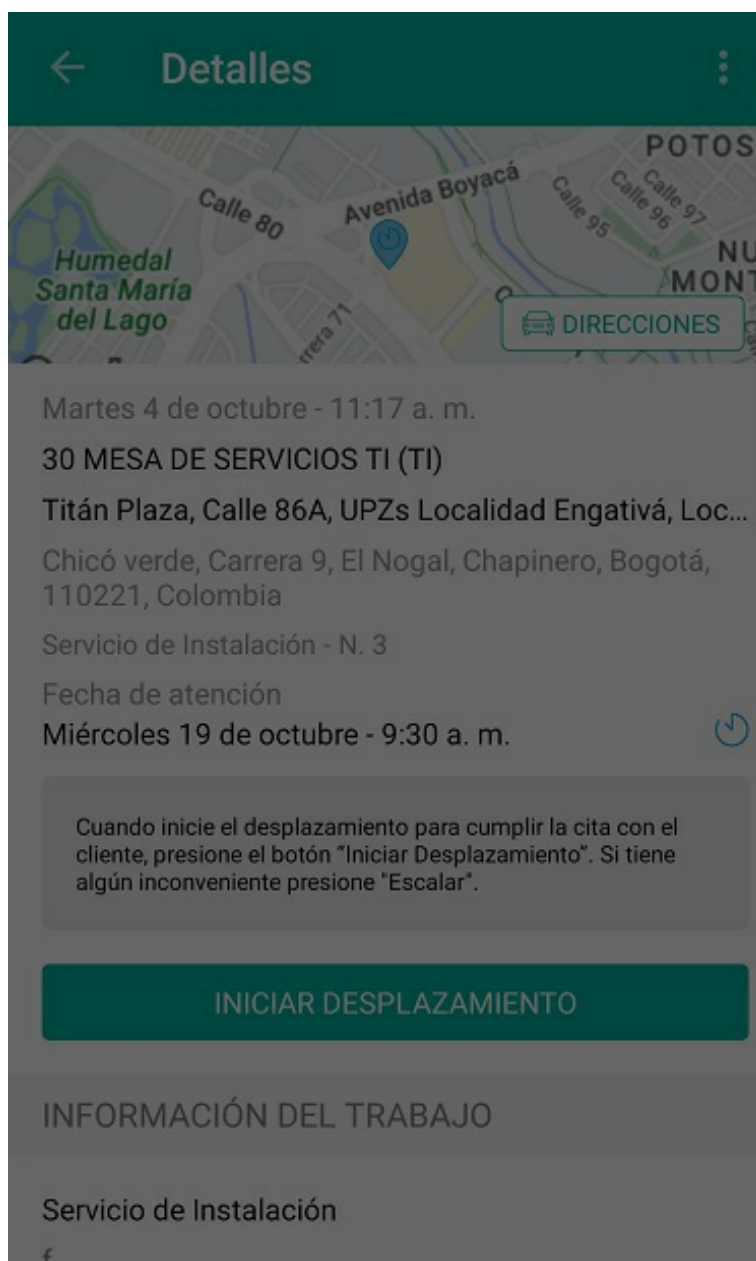 Detalles
POTOS
Calle 80
Avenida Boyacá
Calle 95
Calle 96
Calle 97
Humedal
Santa María
del Lago
NU
MONT
rrera 71
DIRECCIONES
Martes 4 de octubre - 11:17 a. m.
30 MESA DE SERVICIOS TI (TI)
Titán Plaza, Calle 86A, UPZs Localidad Engativá, Loc...
Chicó verde, Carrera 9, El Nogal, Chapinero, Bogotá,
110221, Colombia
Servicio de Instalación - N. 3
Fecha de atención
Miércoles 19 de octubre - 9:30 a. m.
Cuando inicie el desplazamiento para cumplir la cita con el
cliente, presione el botón “Iniciar Desplazamiento”. Si tiene
algún inconveniente presione "Escalar".
INICIAR DESPLAZAMIENTO
INFORMACIÓN DEL TRABAJO
Servicio de Instalación